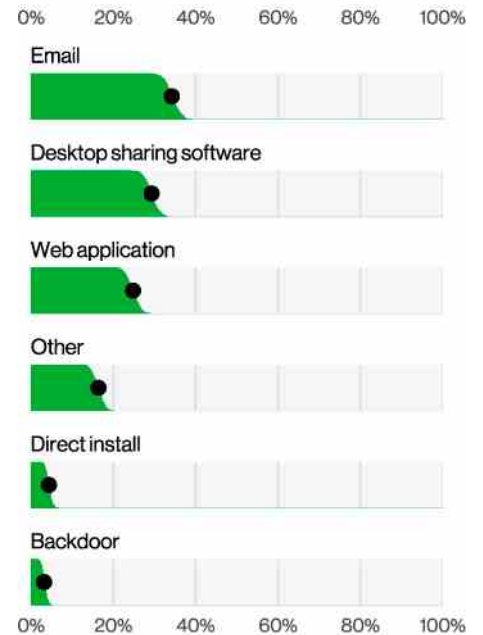 0% 20% 40% 60% 80% 100%
Email
Desktop sharing software
Web application
Other
Direct install
Backdoor
0% 20% 40% 60% 80% 100%